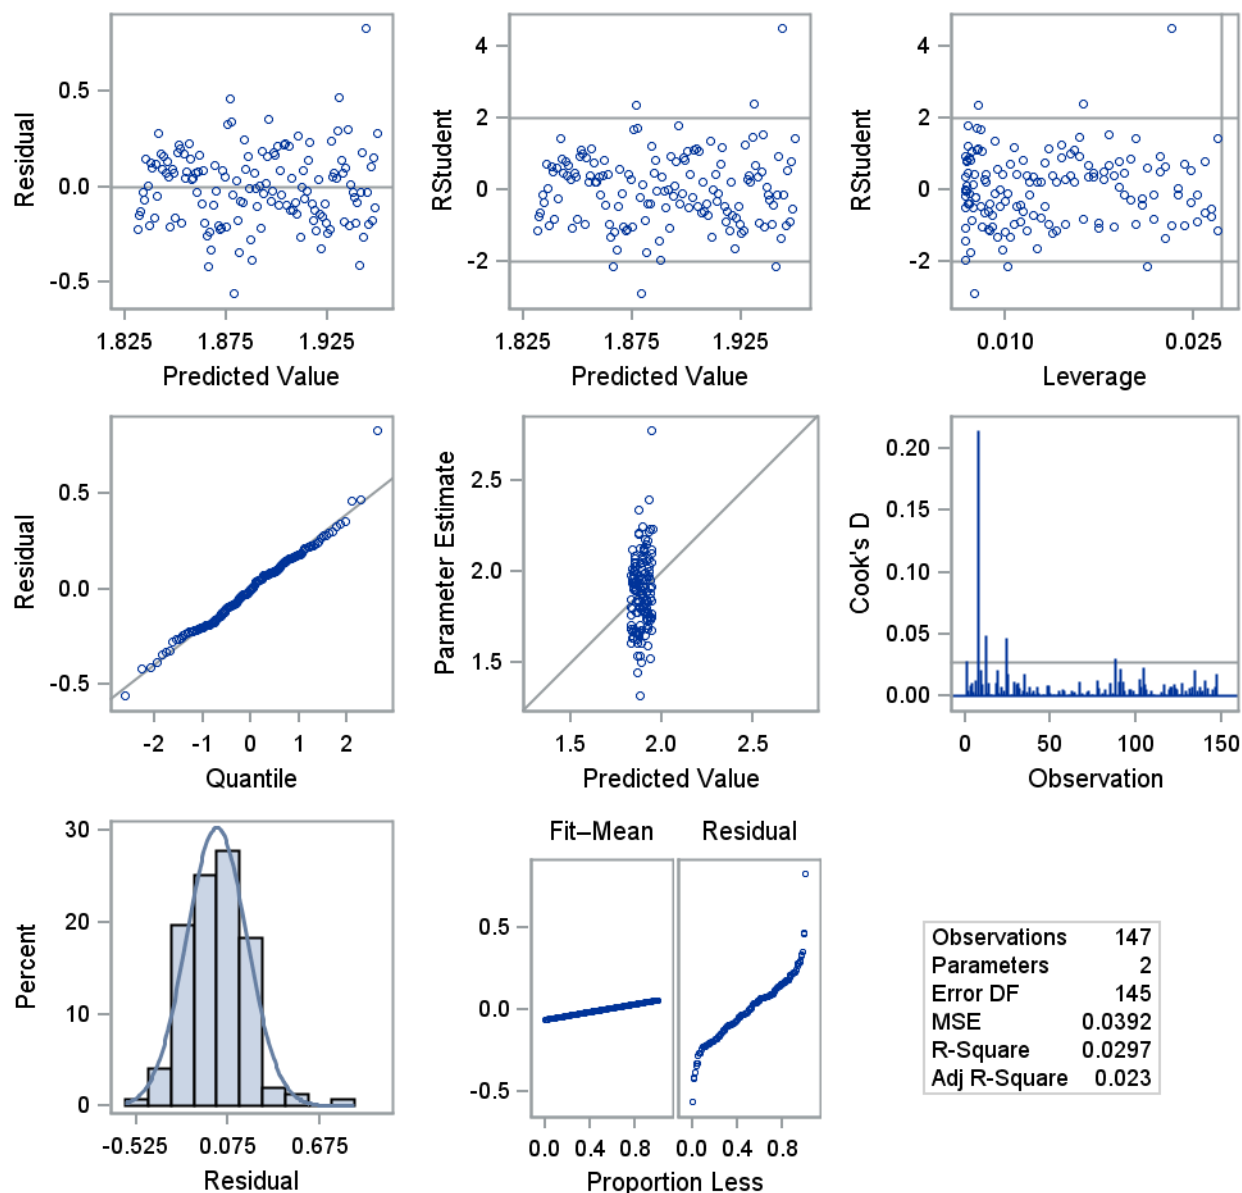 Residual
0.5
0.0
-0.5
1.825 1.875 1.925
Predicted Value
RStudent
4
2
0
-2
1.825 1.875 1.925
Predicted Value
RStudent
4
2
0
-2
0.010 0.025
Leverage
Residual
0.5
0.0
-0.5
-2 -1 0 1 2
Quantile
Parameter Estimate
2.5
2.0
1.5
1.5 2.0 2.5
Predicted Value
Cook's D
0.20
0.15
0.10
0.05
0.00
0 50 100 150
Observation
Percent
30
20
10
0
-0.525 0.075 0.675
Residual
Fit–Mean Residual
0.5
0.0
-0.5
0.0 0.4 0.8 0.0 0.4 0.8
Proportion Less
Observations 147
Parameters 2
Error DF 145
MSE 0.0392
R-Square 0.0297
Adj R-Square 0.023